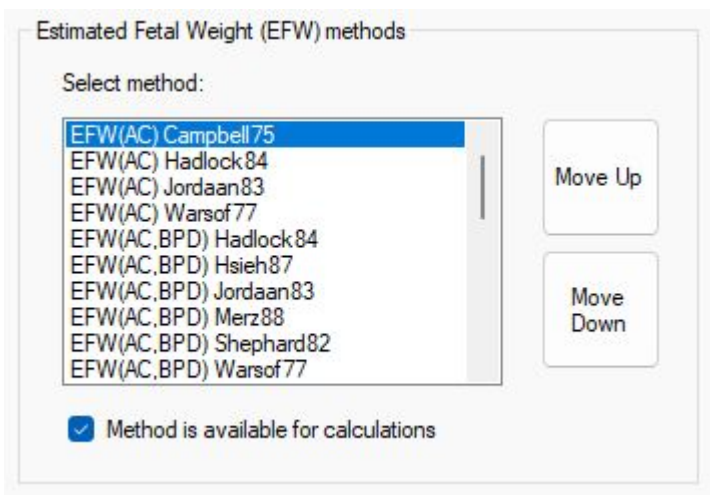 Estimated Fetal Weight (EFW) methods
Select method:
EFW(AC) Campbell75
EFW(AC) Hadlock84
EFW(AC) Jordaan83
EFW(AC) Warsof77
EFW(AC,BPD) Hadlock84
EFW(AC,BPD) Hsieh87
EFW(AC,BPD) Jordaan83
EFW(AC,BPD) Merz88
EFW(AC,BPD) Shephard82
EFW(AC,BPD) Warsof77
Move Up
Move
Down
Method is available for calculations